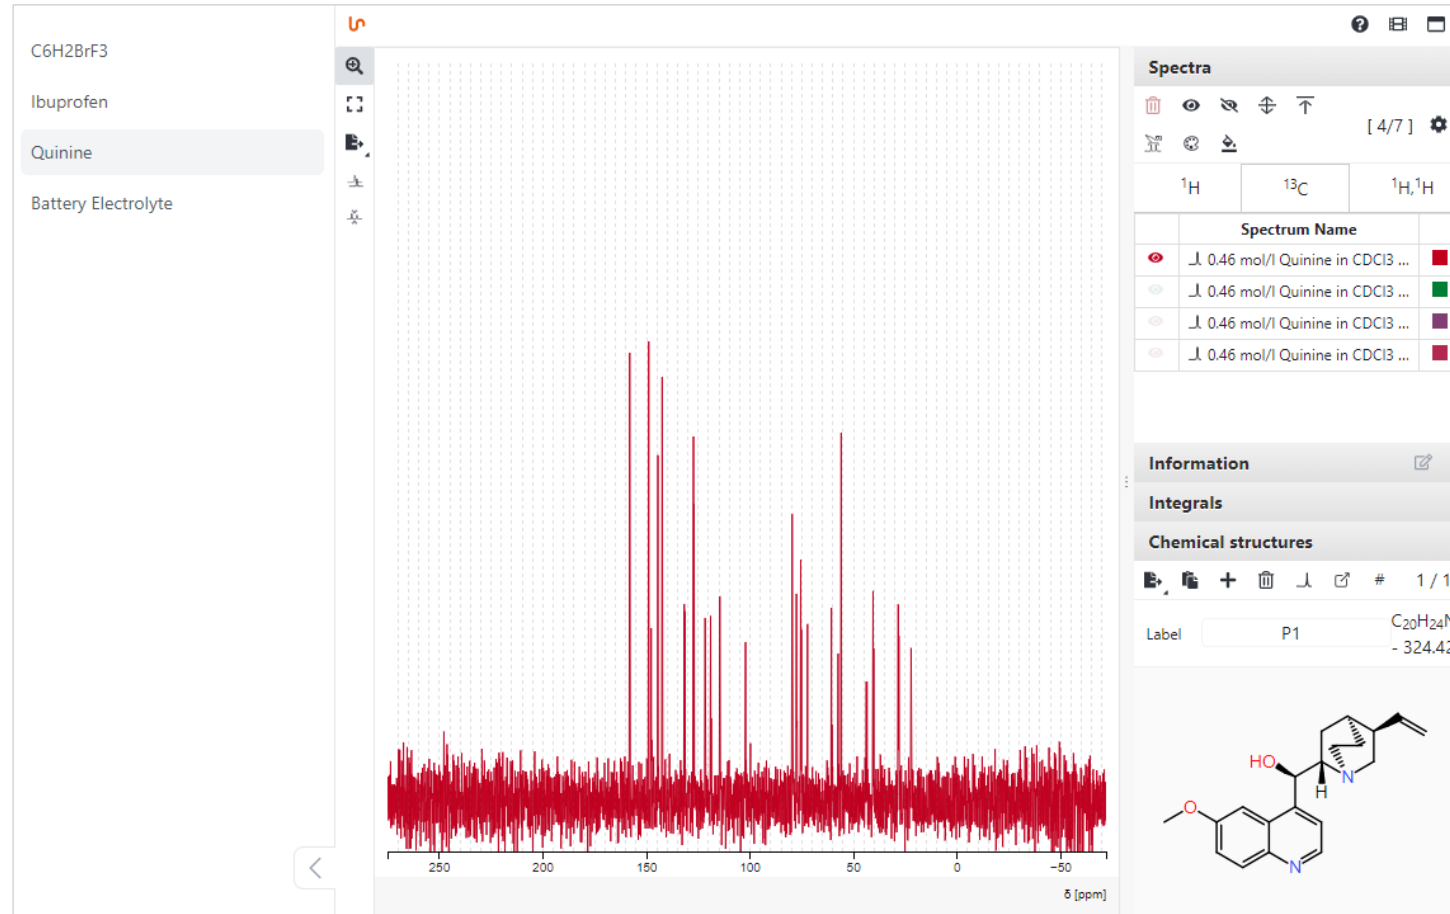 C6H2BrF3
Ibuprofen
Quinine
Battery Electrolyte
250 200 150 100 50 0 −50
δ [ppm]
Spectra
[ 4/7 ]
¹H ¹³C ¹H,¹H
Spectrum Name
0.46 mol/l Quinine in CDCl3 ...
0.46 mol/l Quinine in CDCl3 ...
0.46 mol/l Quinine in CDCl3 ...
0.46 mol/l Quinine in CDCl3 ...
Information
Integrals
Chemical structures
# 1 / 1
Label P1 C₂₀H₂₄N
- 324.42
HO
N
H
O
N